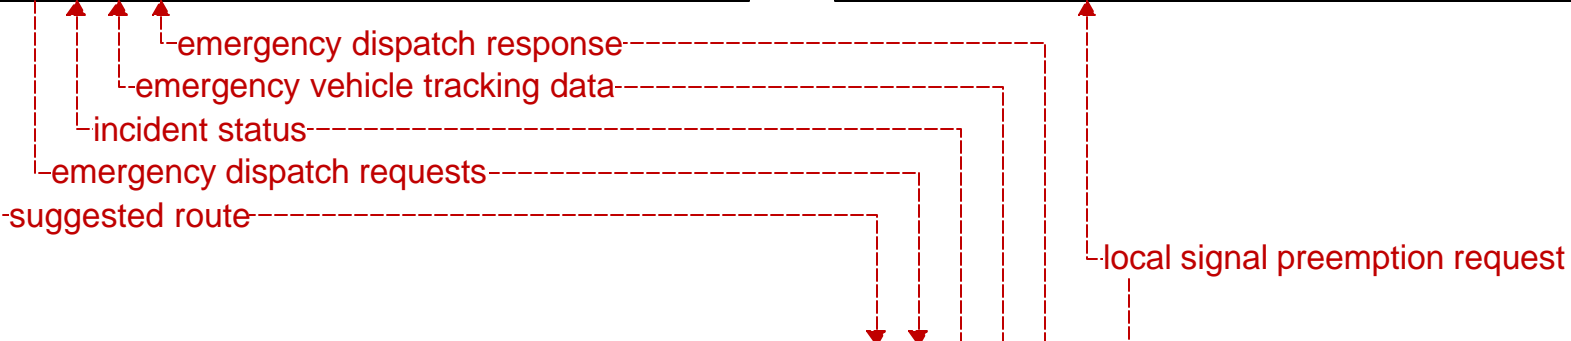 emergency dispatch response
emergency vehicle tracking data
incident status
emergency dispatch requests
suggested route
local signal preemption request